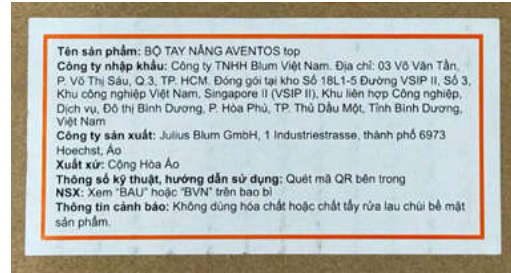 Tên sản phẩm: BỘ TAY NÂNG AVENTOS top
Công ty nhập khẩu: Công ty TNHH Blum Việt Nam. Địa chỉ: 03 Võ Văn Tần,
P. Võ Thị Sáu, Q.3, TP. HCM. Đóng gói tại kho Số 18L1-5 Đường VSIP II, Số 3,
Khu công nghiệp Việt Nam, Singapore II (VSIP II), Khu liên hợp Công nghiệp,
Dịch vụ, Đô thị Bình Dương, P. Hòa Phú, TP. Thủ Dầu Một, Tỉnh Bình Dương,
Việt Nam
Công ty sản xuất: Julius Blum GmbH, 1 Industriestrasse, thành phố 6973
Hoechst, Áo
Xuất xứ: Cộng Hòa Áo
Thông số kỹ thuật, hướng dẫn sử dụng: Quét mã QR bên trong
NSX: Xem "BAU" hoặc "BVN" trên bao bì
Thông tin cảnh báo: Không dùng hóa chất hoặc chất tẩy rửa lau chùi bề mặt
sản phẩm.